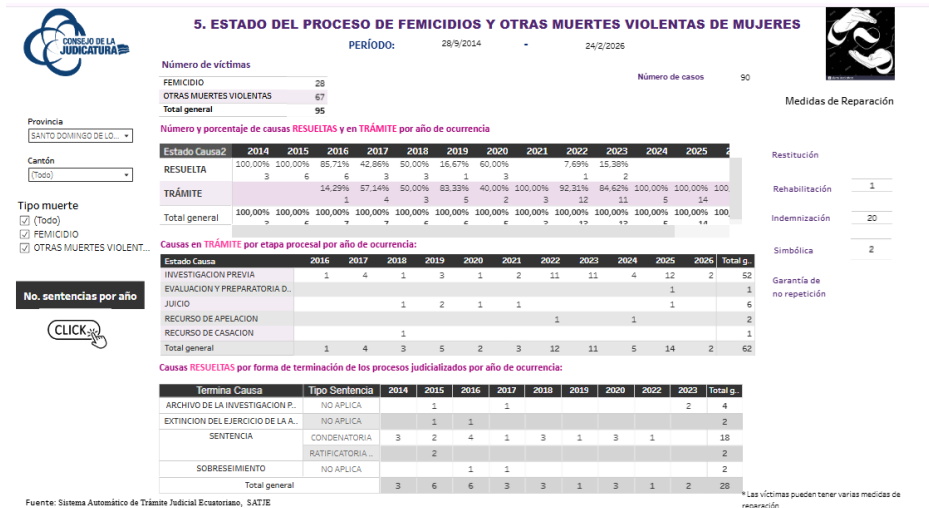 CONSEJO DE LA
JUDICATURA
5. ESTADO DEL PROCESO DE FEMICIDIOS Y OTRAS MUERTES VIOLENTAS DE MUJERES
PERÍODO: 28/9/2014 - 24/2/2026
Número de víctimas
FEMICIDIO 28
OTRAS MUERTES VIOLENTAS 67
Total general 95
Número de casos 90
Medidas de Reparación
Provincia
SANTO DOMINGO DE LO...
Cantón
(Todo)
Tipo muerte
(Todo)
FEMICIDIO
OTRAS MUERTES VIOLENT...
No. sentencias por año
CLICK
Número y porcentaje de causas RESUELTAS y en TRÁMITE por año de ocurrencia
Estado Causa2 2014 2015 2016 2017 2018 2019 2020 2021 2022 2023 2024 2025 2
RESUELTA 100,00% 100,00% 85,71% 42,86% 50,00% 16,67% 60,00% 7,69% 15,38%
3 6 6 3 3 1 3 1 2
TRÁMITE 14,29% 57,14% 50,00% 83,33% 40,00% 100,00% 92,31% 84,62% 100,00% 100,00% 100,
1 4 3 5 2 3 12 11 5 14
Total general 100,00% 100,00% 100,00% 100,00% 100,00% 100,00% 100,00% 100,00% 100,00% 100,00% 100,00% 100,00% 100,
Restitución
Rehabilitación 1
Indemnización 20
Simbólica 2
Garantía de
no repetición
Causas en TRÁMITE por etapa procesal por año de ocurrencia:
Estado Causa 2016 2017 2018 2019 2020 2021 2022 2023 2024 2025 2026 Total g..
INVESTIGACION PREVIA 1 4 1 3 1 2 11 11 4 12 2 52
EVALUACION Y PREPARATORIA D.. 1 1
JUICIO 1 2 1 1 1 6
RECURSO DE APELACION 1 1 2
RECURSO DE CASACION 1 1
Total general 1 4 3 5 2 3 12 11 5 14 2 62
Causas RESUELTAS por forma de terminación de los procesos judicializados por año de ocurrencia:
Termina Causa Tipo Sentencia 2014 2015 2016 2017 2018 2019 2020 2022 2023 Total g..
ARCHIVO DE LA INVESTIGACION P.. NO APLICA 1 1 2 4
EXTINCION DEL EJERCICIO DE LA A.. NO APLICA 1 1 2
SENTENCIA CONDENATORIA 3 2 4 1 3 1 3 1 18
RATIFICATORIA... 2 2
SOBRESEIMIENTO NO APLICA 1 1 2
Total general 3 6 6 3 3 1 3 1 2 28
Fuente: Sistema Automático de Trámite Judicial Ecuatoriano, SATJE
* Las víctimas pueden tener varias medidas de
reparación